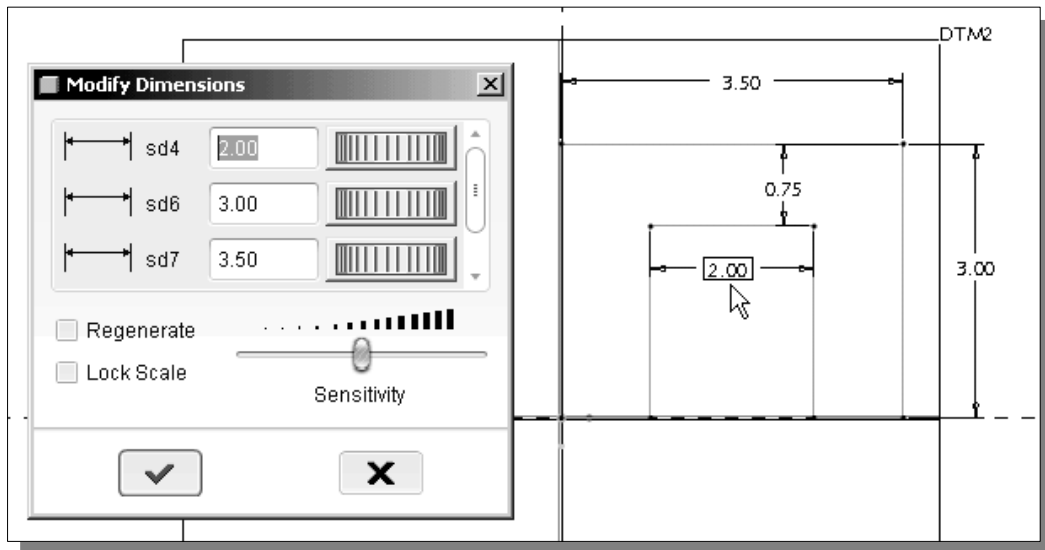 DTM2
Modify Dimensions
sd4 2.00
sd6 3.00
sd7 3.50
Regenerate
Lock Scale
Sensitivity
3.50
0.75
2.00
3.00